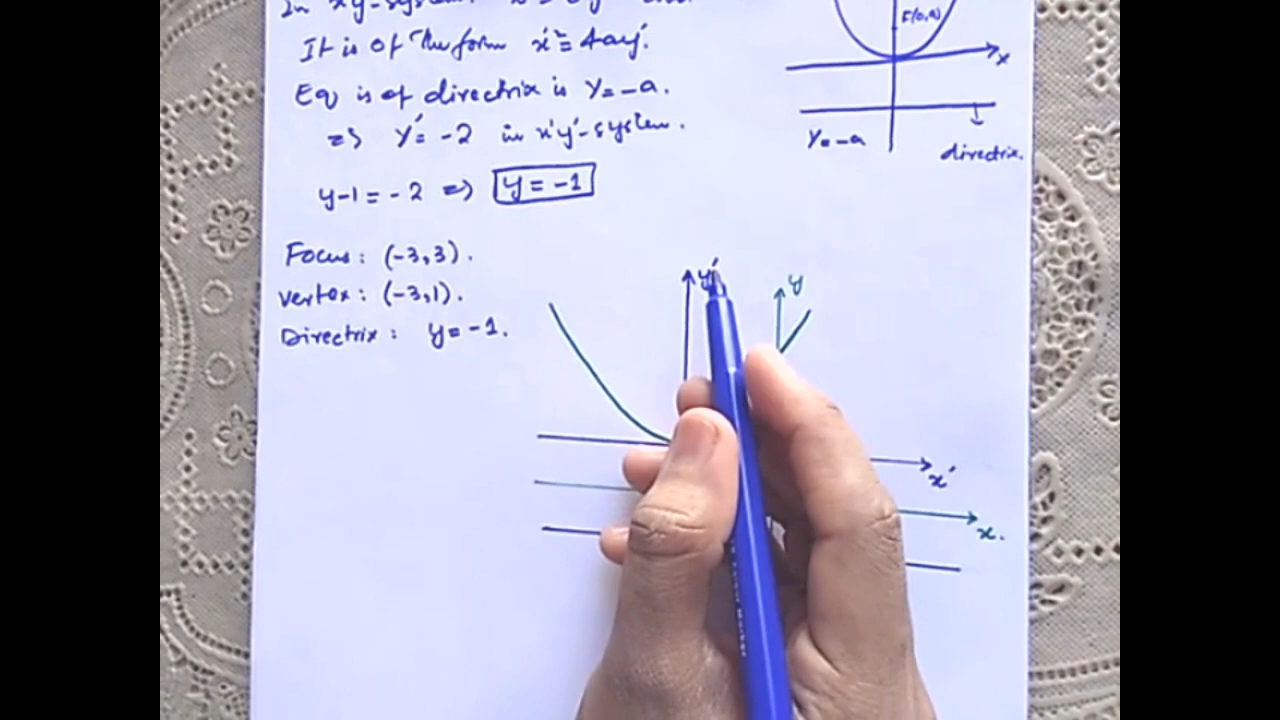 It is of the form x'² = 4ay'.
Eq is of directrix is y = -a.
=> y' = -2 in x'y'-system.
y-1 = -2 => y = -1
Focus: (-3,3).
Vertex: (-3,1).
Directrix: y = -1.
F(0,a)
x
y = -a
directrix.
y'
y
x'
x.